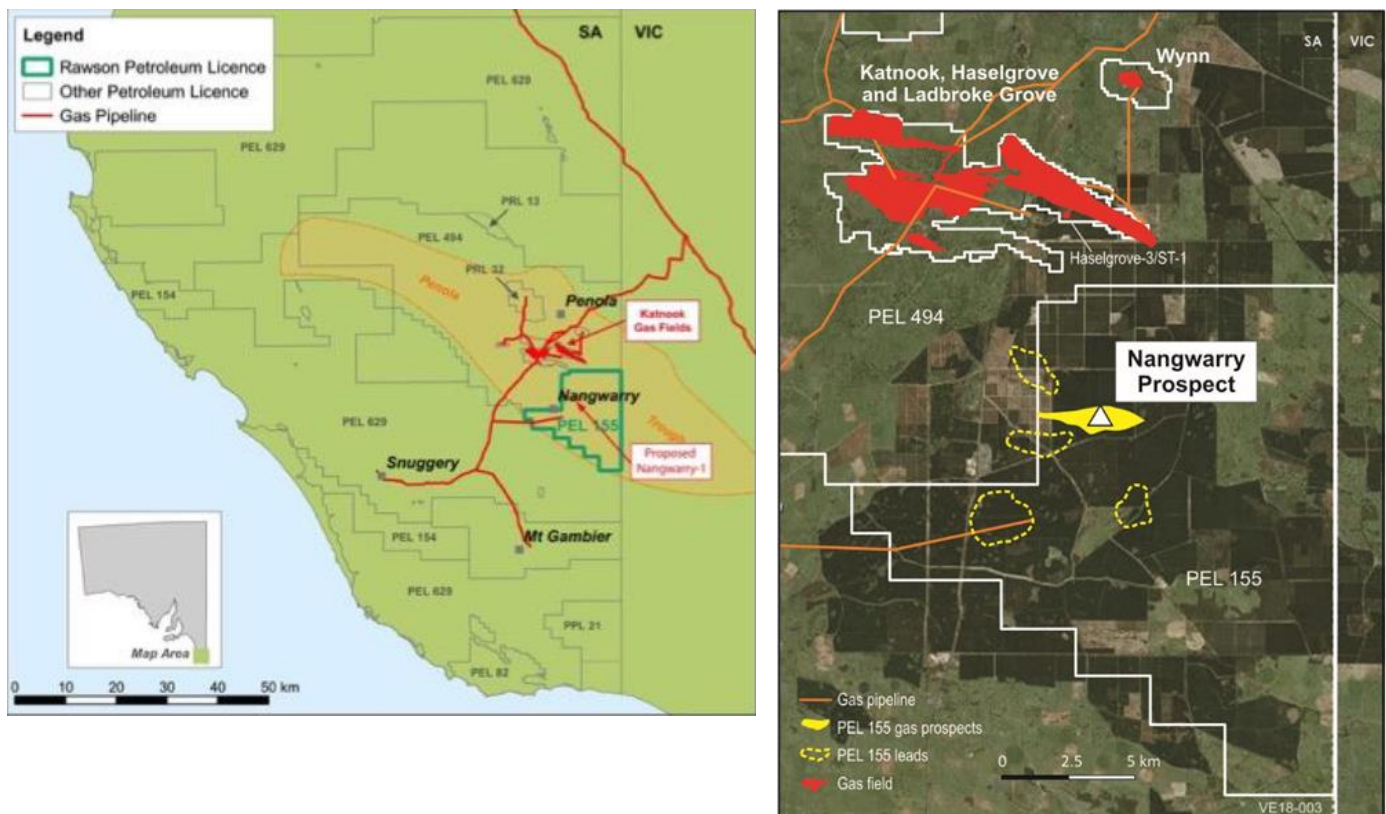 Legend
Rawson Petroleum Licence
Other Petroleum Licence
Gas Pipeline
SA
VIC
PEL 629
PEL 629
PRL 13
PEL 494
PRL 32
Penola
Penola
PEL 154
Katnook
Gas Fields
Nangwarry
PEL 155
Trough
PEL 629
Proposed
Nangwarry-1
Snuggery
PEL 154
Mt Gambier
PEL 629
PPL 21
PEL 82
Map Area
0 10 20 30 40 50 km
SA
VIC
Wynn
Katnook, Haselgrove
and Ladbroke Grove
Haselgrove-3/ST-1
PEL 494
Nangwarry
Prospect
PEL 155
Gas pipeline
PEL 155 gas prospects
PEL 155 leads
Gas field
0 2.5 5 km
VE18-003